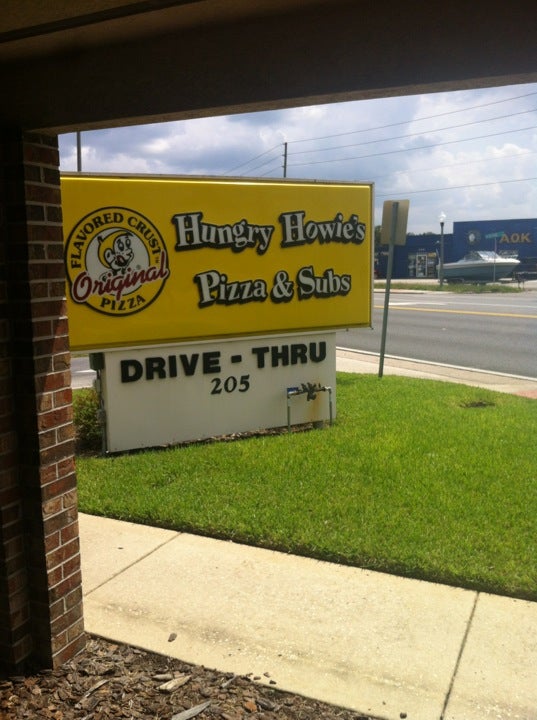 FLAVORED CRUST
Original
PIZZA
Hungry Howie's
Pizza & Subs
DRIVE - THRU
205
AOK